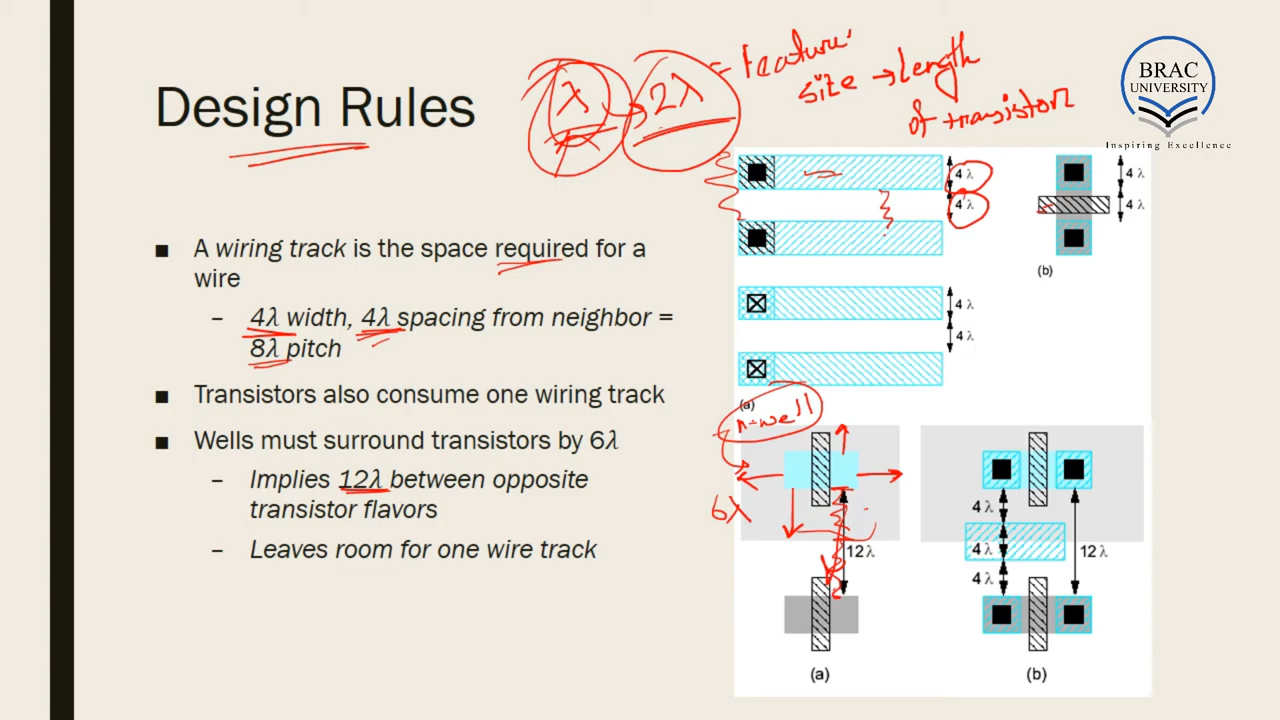 Design Rules
λ → 2λ = Feature size → Length of transistor
BRAC
UNIVERSITY
Inspiring Excellence
■ A wiring track is the space required for a
wire
– 4λ width, 4λ spacing from neighbor =
8λ pitch
■ Transistors also consume one wiring track
■ Wells must surround transistors by 6λ
– Implies 12λ between opposite
transistor flavors
– Leaves room for one wire track
4 λ
4 λ
4 λ
4 λ
(a)
4 λ
4 λ
(b)
n-well
6λ
12 λ
(a)
4 λ
4 λ
4 λ
12 λ
(b)